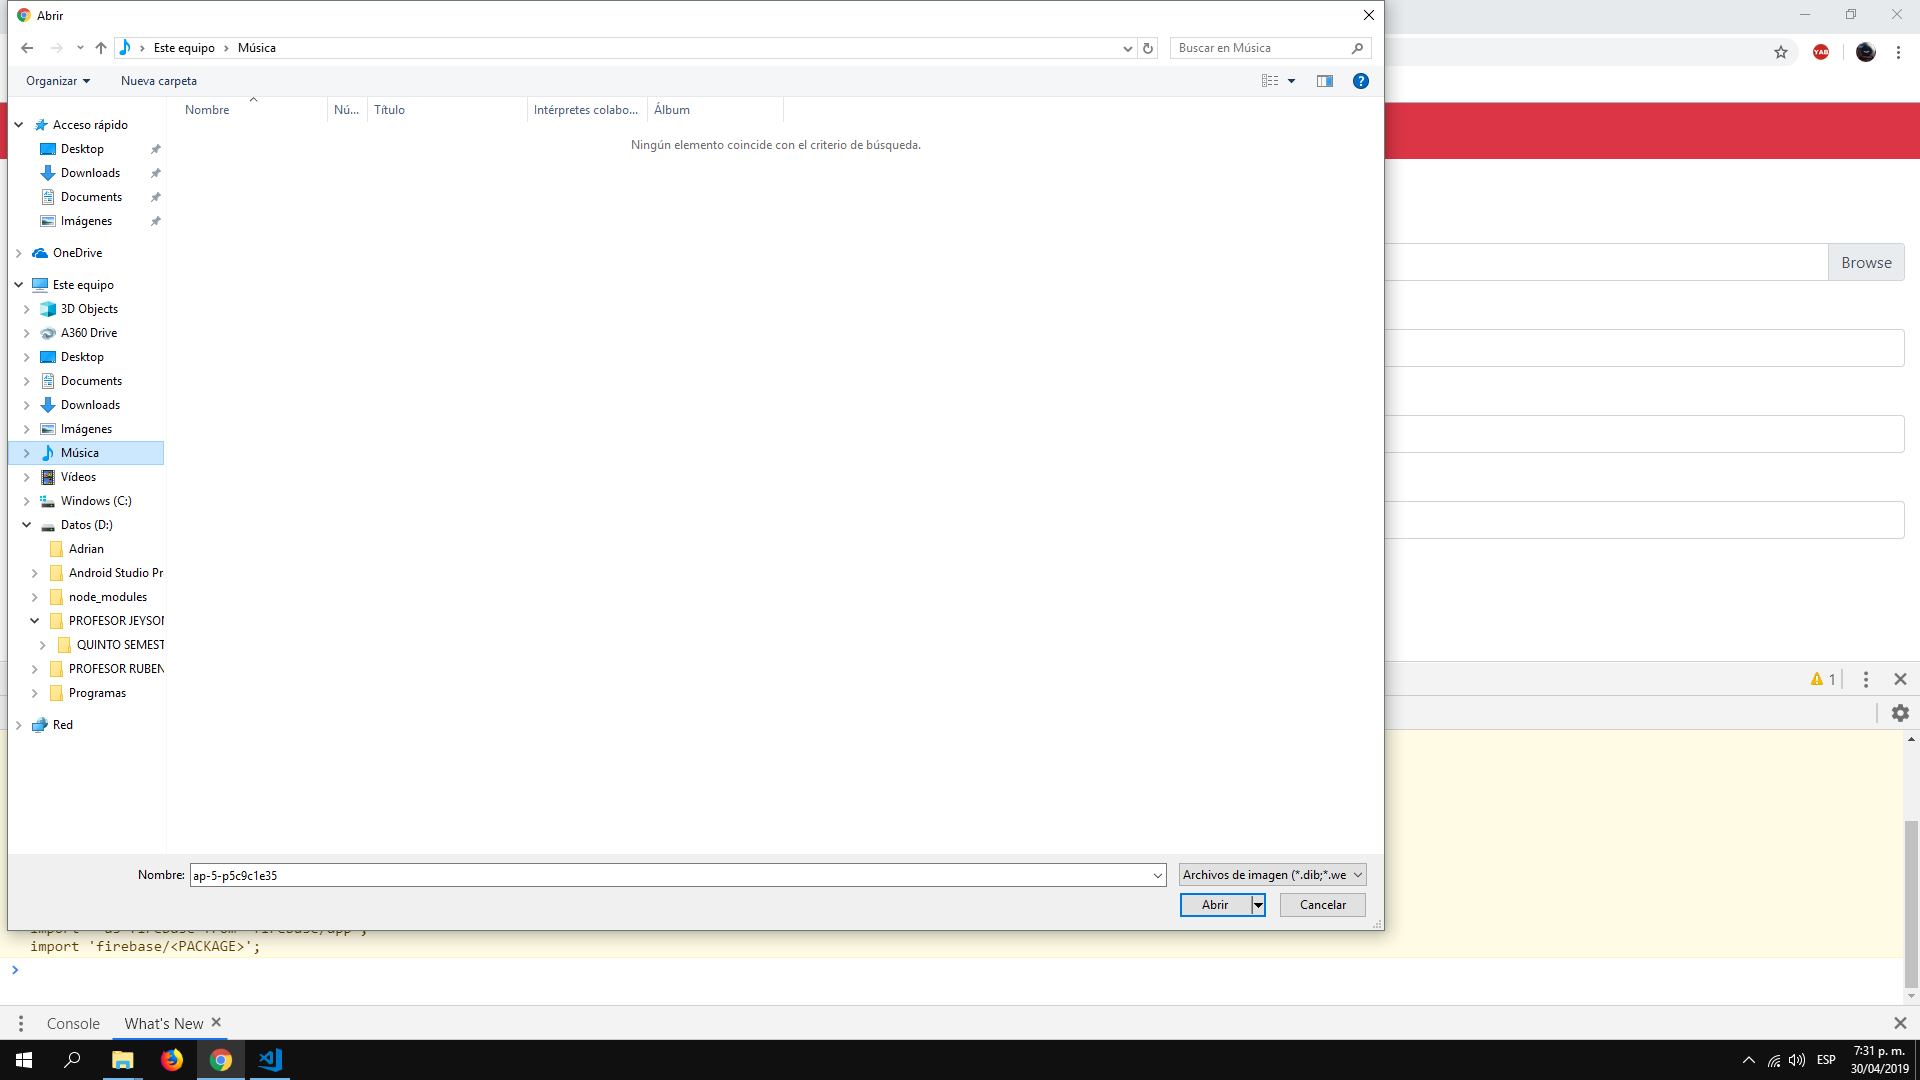 Abrir
Este equipo
Música
Buscar en Música
YAB
Organizar
Nueva carpeta
?
Nombre
Nú...
Título
Intérpretes colabo...
Álbum
Ningún elemento coincide con el criterio de búsqueda.
Acceso rápido
Desktop
Downloads
Documents
Imágenes
OneDrive
Este equipo
3D Objects
A360 Drive
Desktop
Documents
Downloads
Imágenes
Música
Vídeos
Windows (C:)
Datos (D:)
Adrian
Android Studio Pr
node_modules
PROFESOR JEYSON
QUINTO SEMEST
PROFESOR RUBEN
Programas
Red
Browse
1
Nombre:
ap-5-p5c9c1e35
Archivos de imagen (*.dib;*.we
Abrir
Cancelar
import 'firebase/<PACKAGE>';
Console
What's New
ESP
7:31 p. m.
30/04/2019